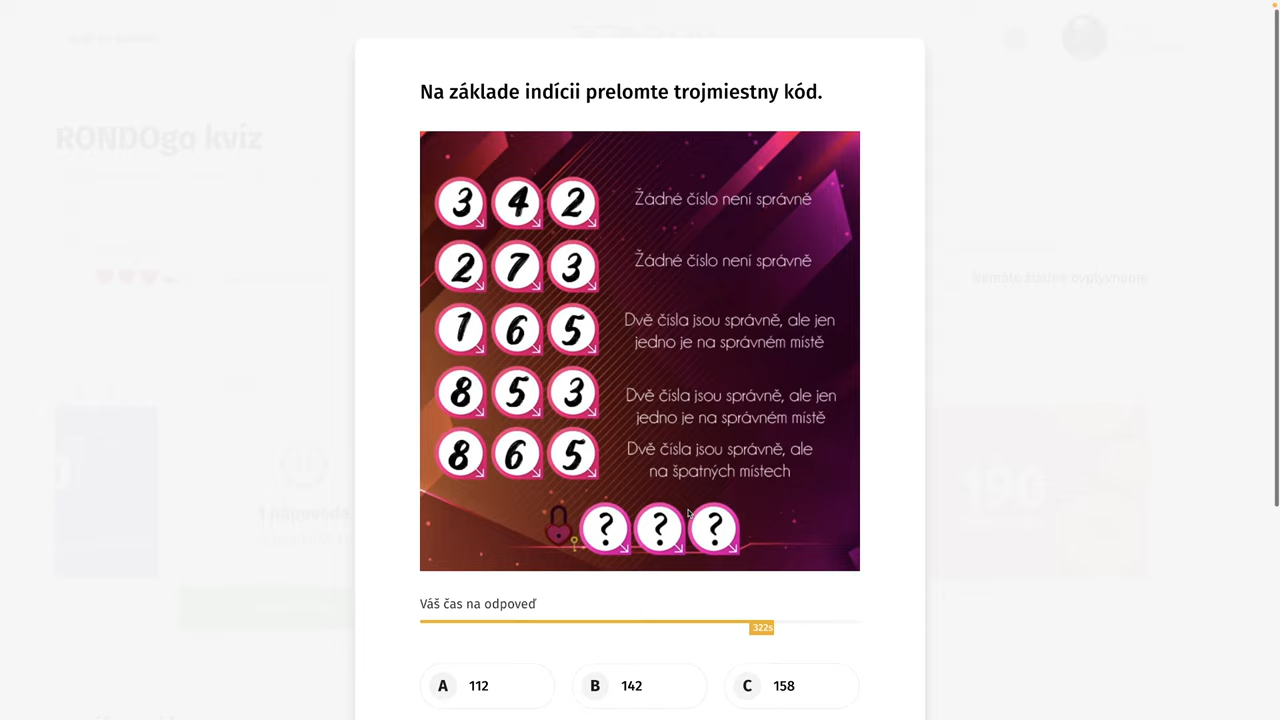 RONDOgo kvíz
Na základe indícii prelomte trojmiestny kód.
3 4 2 Žádné číslo není správně
2 7 3 Žádné číslo není správně
1 6 5 Dvě čísla jsou správně, ale jen
jedno je na správném místě
8 5 3 Dvě čísla jsou správně, ale jen
jedno je na správném místě
8 6 5 Dvě čísla jsou správně, ale
na špatných místech
? ? ?
Váš čas na odpoveď
322s
A 112
B 142
C 158